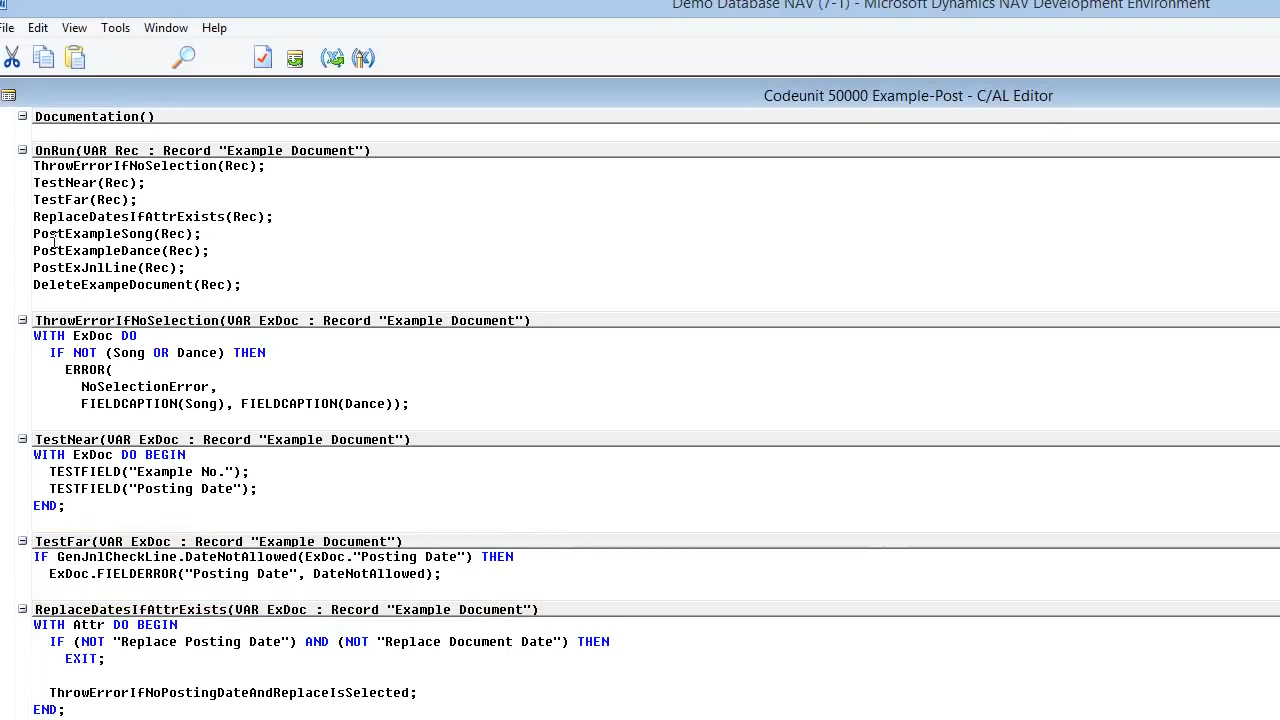 Demo Database NAV (7-1) - Microsoft Dynamics NAV Development Environment
File Edit View Tools Window Help
Codeunit 50000 Example-Post - C/AL Editor
Documentation()
OnRun(VAR Rec : Record "Example Document")
ThrowErrorIfNoSelection(Rec);
TestNear(Rec);
TestFar(Rec);
ReplaceDatesIfAttrExists(Rec);
PostExampleSong(Rec);
PostExampleDance(Rec);
PostExJnlLine(Rec);
DeleteExampeDocument(Rec);
ThrowErrorIfNoSelection(VAR ExDoc : Record "Example Document")
WITH ExDoc DO
IF NOT (Song OR Dance) THEN
ERROR(
NoSelectionError,
FIELDCAPTION(Song), FIELDCAPTION(Dance));
TestNear(VAR ExDoc : Record "Example Document")
WITH ExDoc DO BEGIN
TESTFIELD("Example No.");
TESTFIELD("Posting Date");
END;
TestFar(VAR ExDoc : Record "Example Document")
IF GenJnlCheckLine.DateNotAllowed(ExDoc."Posting Date") THEN
ExDoc.FIELDERROR("Posting Date", DateNotAllowed);
ReplaceDatesIfAttrExists(VAR ExDoc : Record "Example Document")
WITH Attr DO BEGIN
IF (NOT "Replace Posting Date") AND (NOT "Replace Document Date") THEN
EXIT;
ThrowErrorIfNoPostingDateAndReplaceIsSelected;
END;